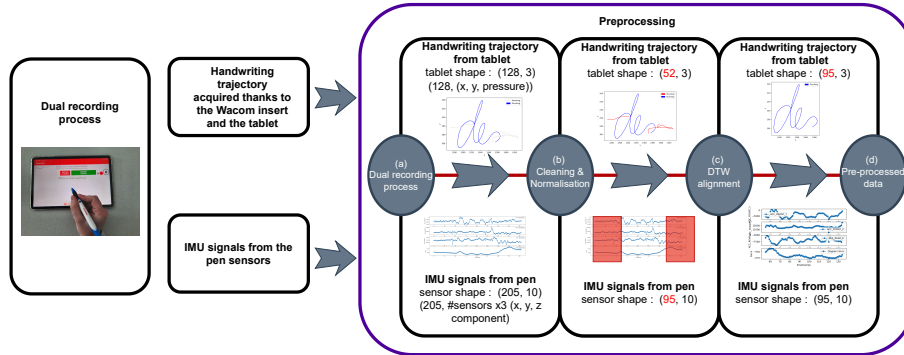 Preprocessing
Dual recording
process
Handwriting
trajectory
acquired thanks to
the Wacom insert
and the tablet
IMU signals from the
pen sensors
Handwriting trajectory
from tablet
tablet shape : (128, 3)
(128, (x, y, pressure))
Handwriting trajectory
from tablet
tablet shape : (52, 3)
Handwriting trajectory
from tablet
tablet shape : (95, 3)
des
des
des
(a)
Dual recording
process
(b)
Cleaning &
Normalisation
(c)
DTW
alignment
(d)
Pre-processed
data
IMU signals from pen
sensor shape : (205, 10)
(205, #sensors x3 (x, y, z
component)
IMU signals from pen
sensor shape : (95, 10)
IMU signals from pen
sensor shape : (95, 10)